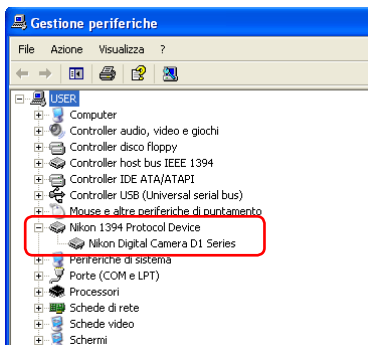 Gestione periferiche
File Azione Visualizza ?
USER
Computer
Controller audio, video e giochi
Controller disco floppy
Controller host bus IEEE 1394
Controller IDE ATA/ATAPI
Controller USB (Universal serial bus)
Mouse e altre periferiche di puntamento
Nikon 1394 Protocol Device
Nikon Digital Camera D1 Series
Periferiche di sistema
Porte (COM e LPT)
Processori
Schede di rete
Schede video
Schermi